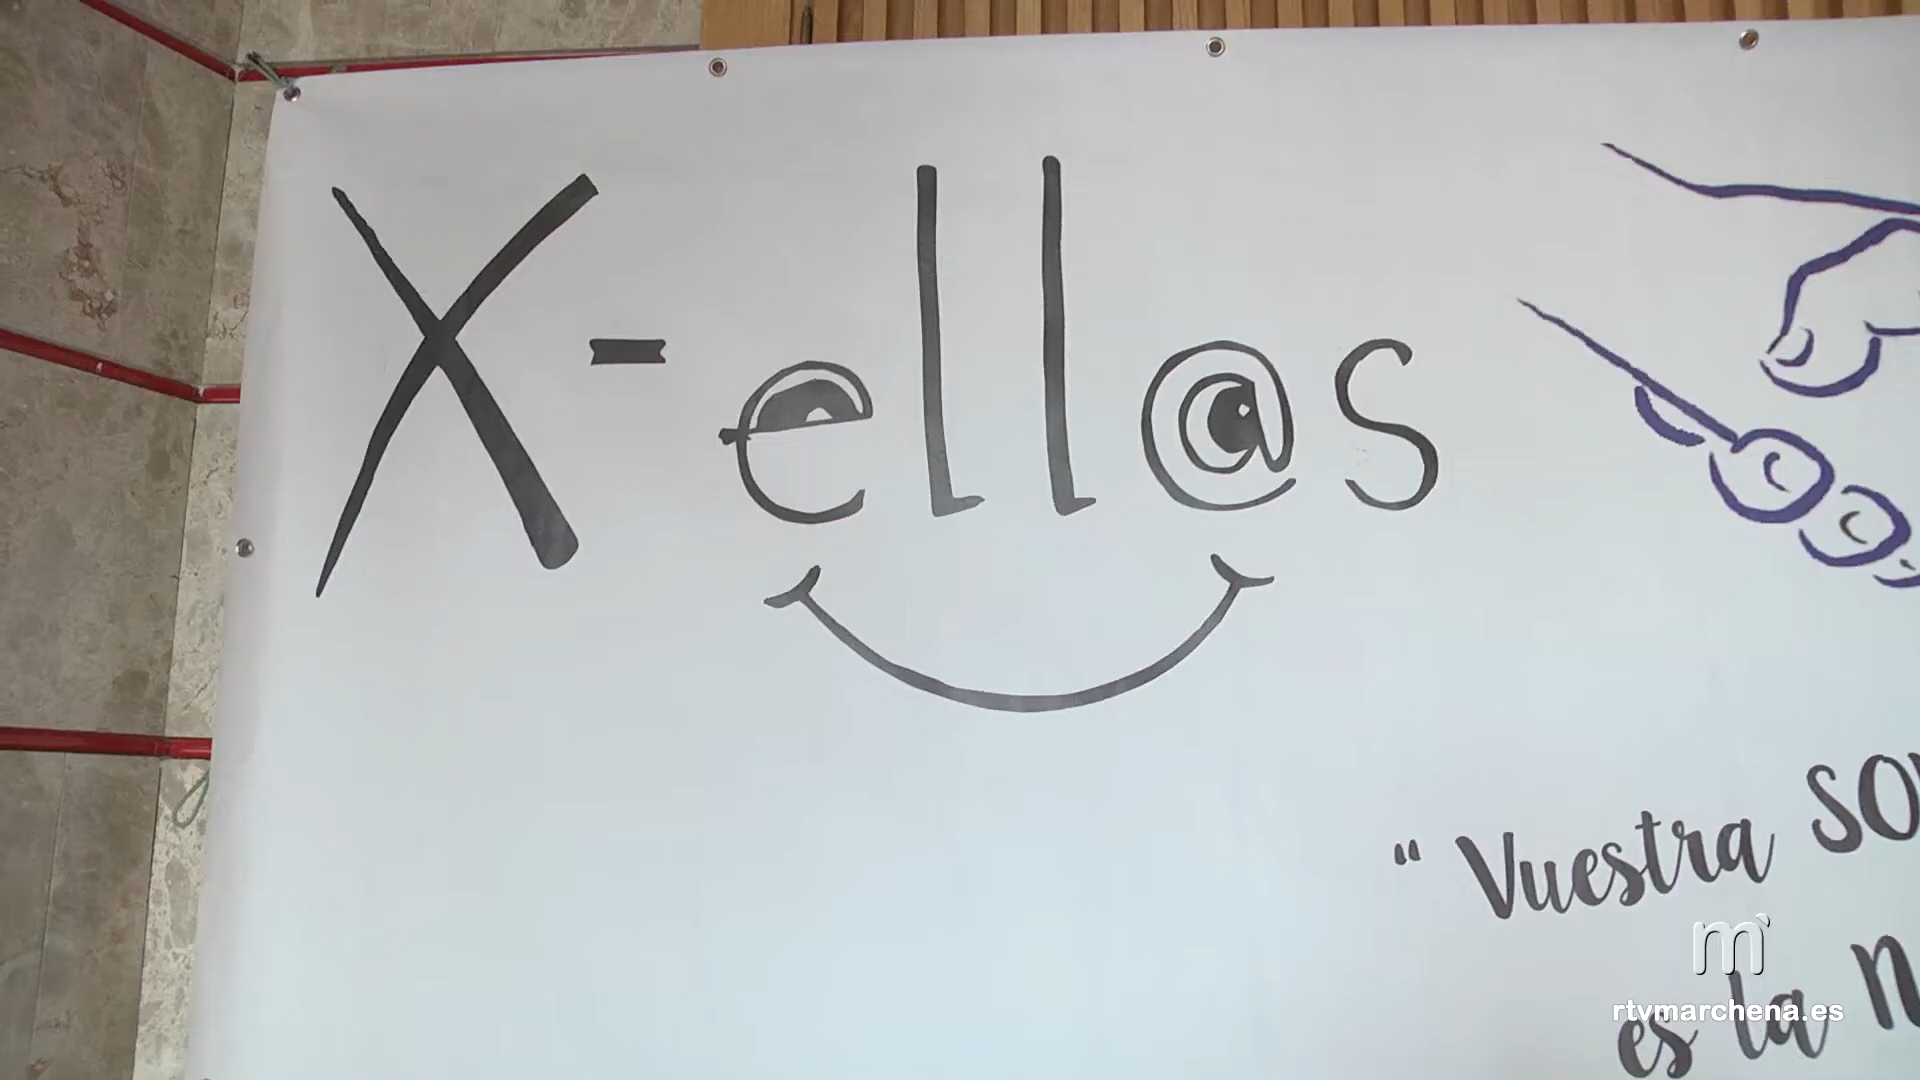 X-ell@s
“ Vuestra
es la
m
rtvmarchena.es